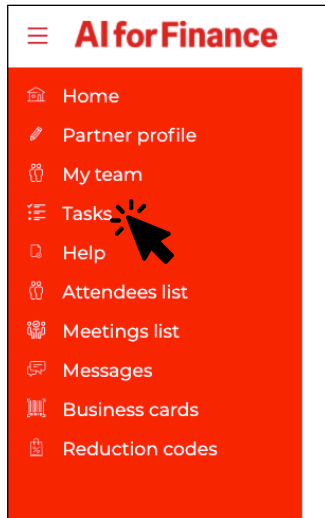 AI for Finance
Home
Partner profile
My team
Tasks
Help
Attendees list
Meetings list
Messages
Business cards
Reduction codes